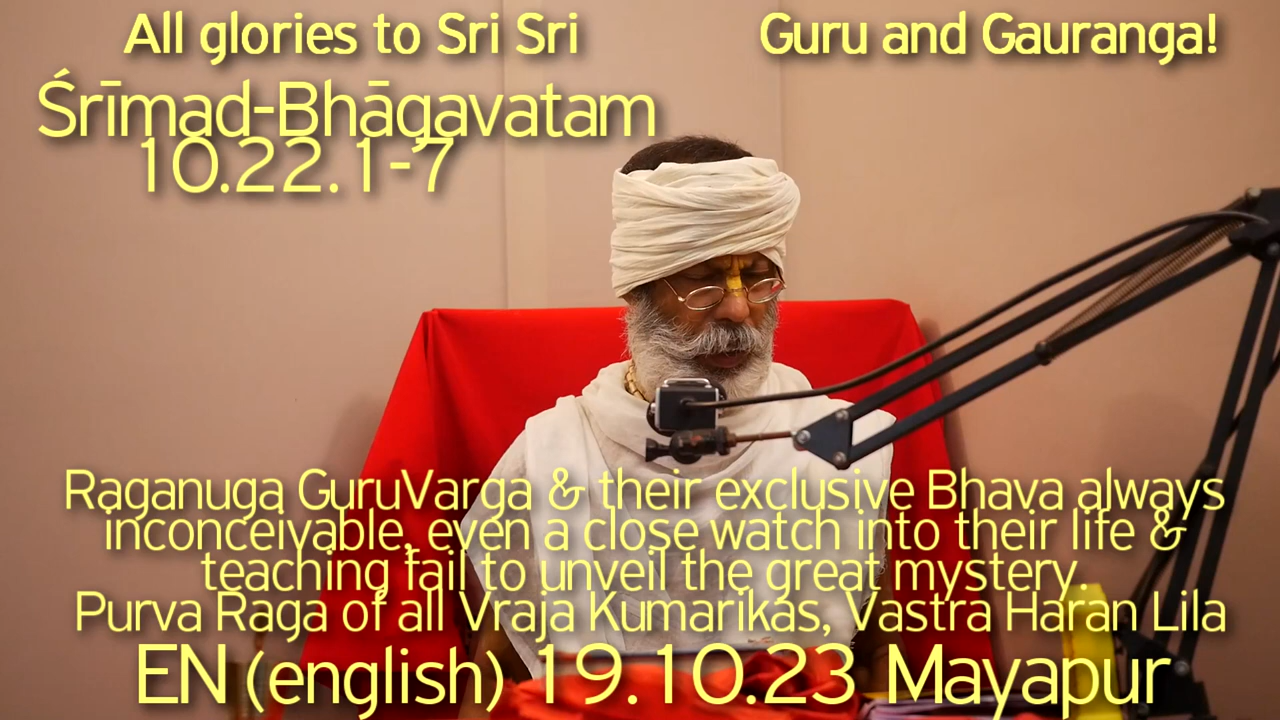 All glories to Sri Sri Guru and Gauranga!
Śrīmad-Bhāgavatam
10.22.1-7
Raganuga GuruVarga & their exclusive Bhava always
inconceivable, even a close watch into their life &
teaching fail to unveil the great mystery.
Purva Raga of all Vraja Kumarikas, Vastra Haran Lila
EN (english) 19.10.23 Mayapur